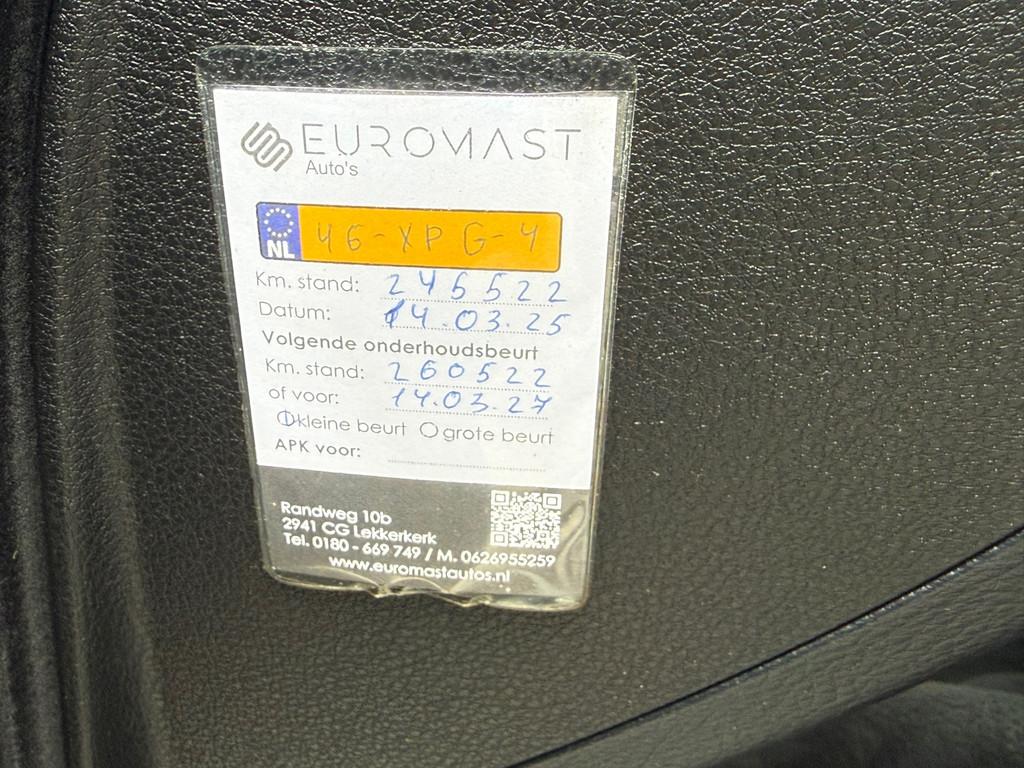 EUROMAST
Auto's
NL 46-XPG-4
Km. stand: 245522
Datum: 14.03.25
Volgende onderhoudsbeurt
Km. stand: 260522
of voor: 14.03.27
kleine beurt grote beurt
APK voor:
Randweg 10b
2941 CG Lekkerkerk
Tel. 0180 - 669 749 / M. 0626955259
www.euromastautos.nl